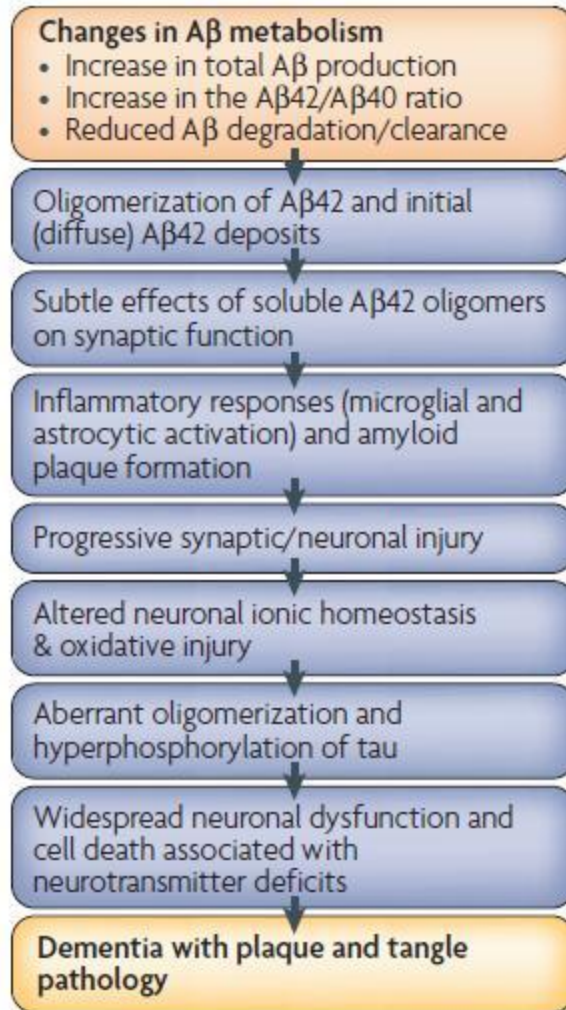 Changes in Aβ metabolism
• Increase in total Aβ production
• Increase in the Aβ42/Aβ40 ratio
• Reduced Aβ degradation/clearance
Oligomerization of Aβ42 and initial
(diffuse) Aβ42 deposits
Subtle effects of soluble Aβ42 oligomers
on synaptic function
Inflammatory responses (microglial and
astrocytic activation) and amyloid
plaque formation
Progressive synaptic/neuronal injury
Altered neuronal ionic homeostasis
& oxidative injury
Aberrant oligomerization and
hyperphosphorylation of tau
Widespread neuronal dysfunction and
cell death associated with
neurotransmitter deficits
Dementia with plaque and tangle
pathology